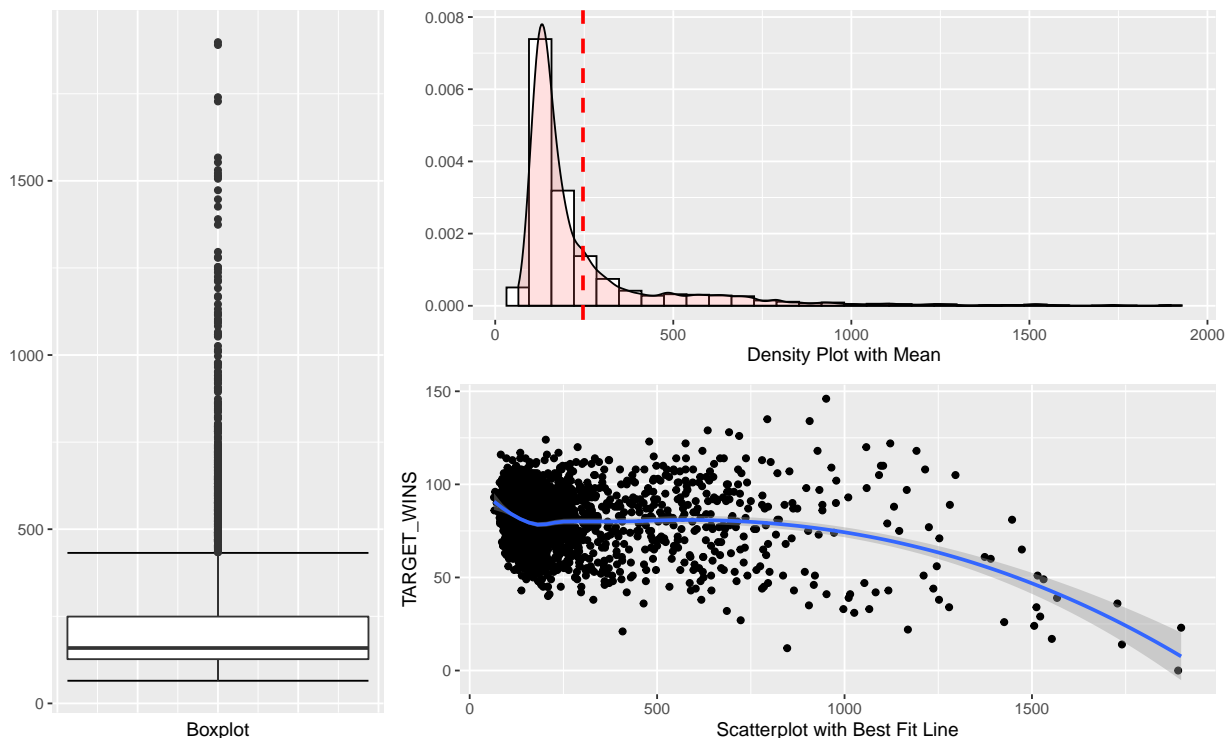 1500
1000
500
0
Boxplot
0.008
0.006
0.004
0.002
0.000
0 500 1000 1500 2000
Density Plot with Mean
TARGET_WINS
150
100
50
0
0 500 1000 1500
Scatterplot with Best Fit Line